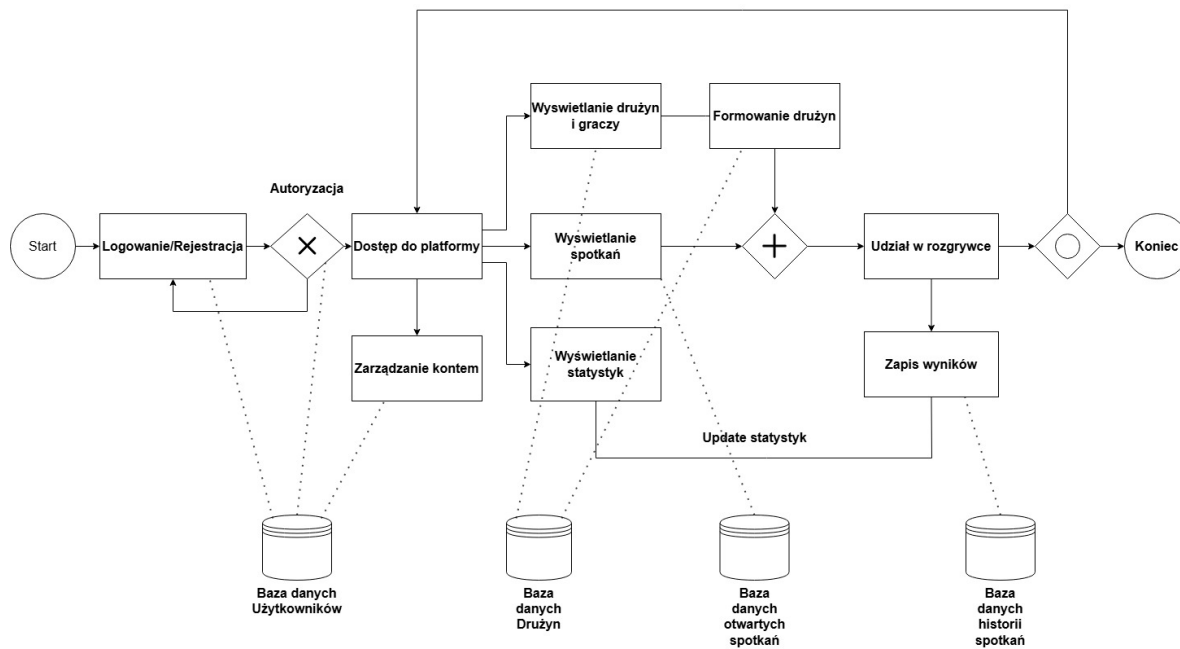 Wyswietlanie drużyn
i graczy
Formowanie drużyn
Autoryzacja
Start
Logowanie/Rejestracja
Dostęp do platformy
Wyswietlanie
spotkań
Udział w rozgrywce
Koniec
Zarządzanie kontem
Wyświetlanie
statystyk
Zapis wyników
Update statystyk
Baza danych
Użytkowników
Baza
danych
Drużyn
Baza
danych
otwartych
spotkań
Baza
danych
historii
spotkań